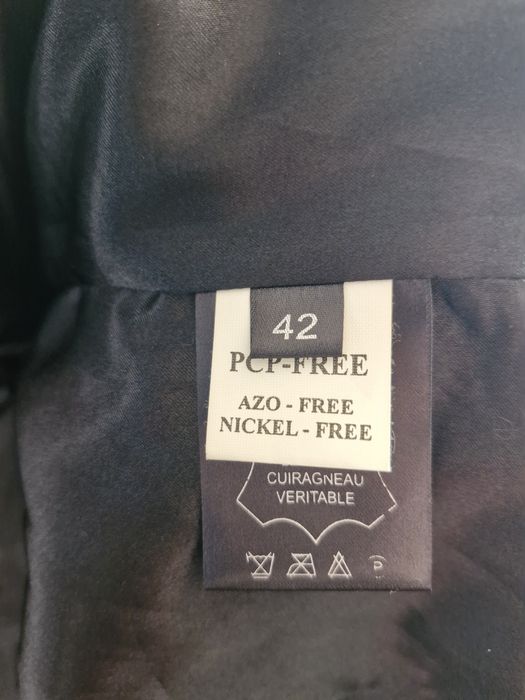 42
PCP-FREE
AZO - FREE
NICKEL - FREE
CUIRAGNEAU
VERITABLE
P